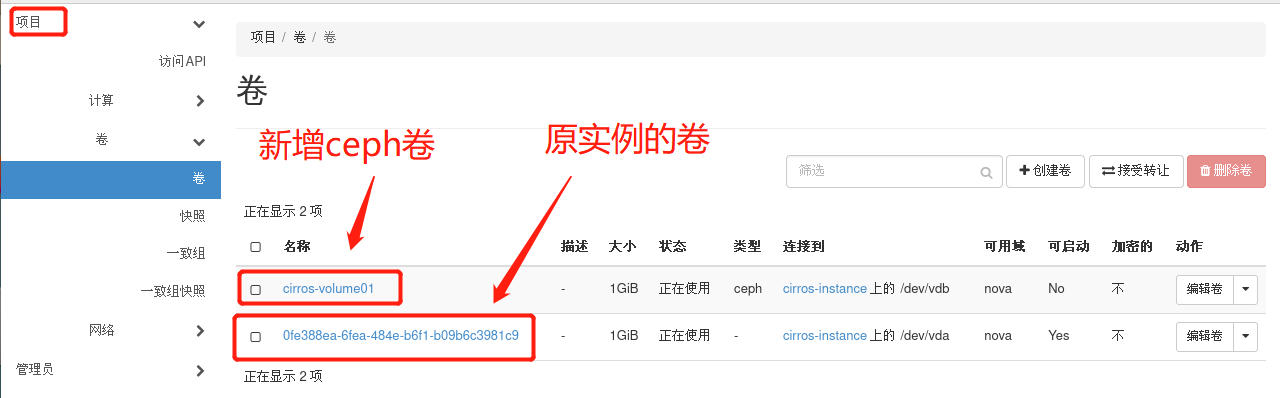 项目
访问API
计算
卷
卷
快照
一致组
一致组快照
网络
管理员
项目 / 卷 / 卷
卷
新增ceph卷
原实例的卷
筛选 创建卷 接受转让 删除卷
正在显示 2 项
名称 描述 大小 状态 类型 连接到 可用域 可启动 加密的 动作
cirros-volume01 - 1GiB 正在使用 ceph cirros-instance 上的 /dev/vdb nova No 不 编辑卷
0fe388ea-6fea-484e-b6f1-b09b6c3981c9 - 1GiB 正在使用 - cirros-instance 上的 /dev/vda nova Yes 不 编辑卷
正在显示 2 项